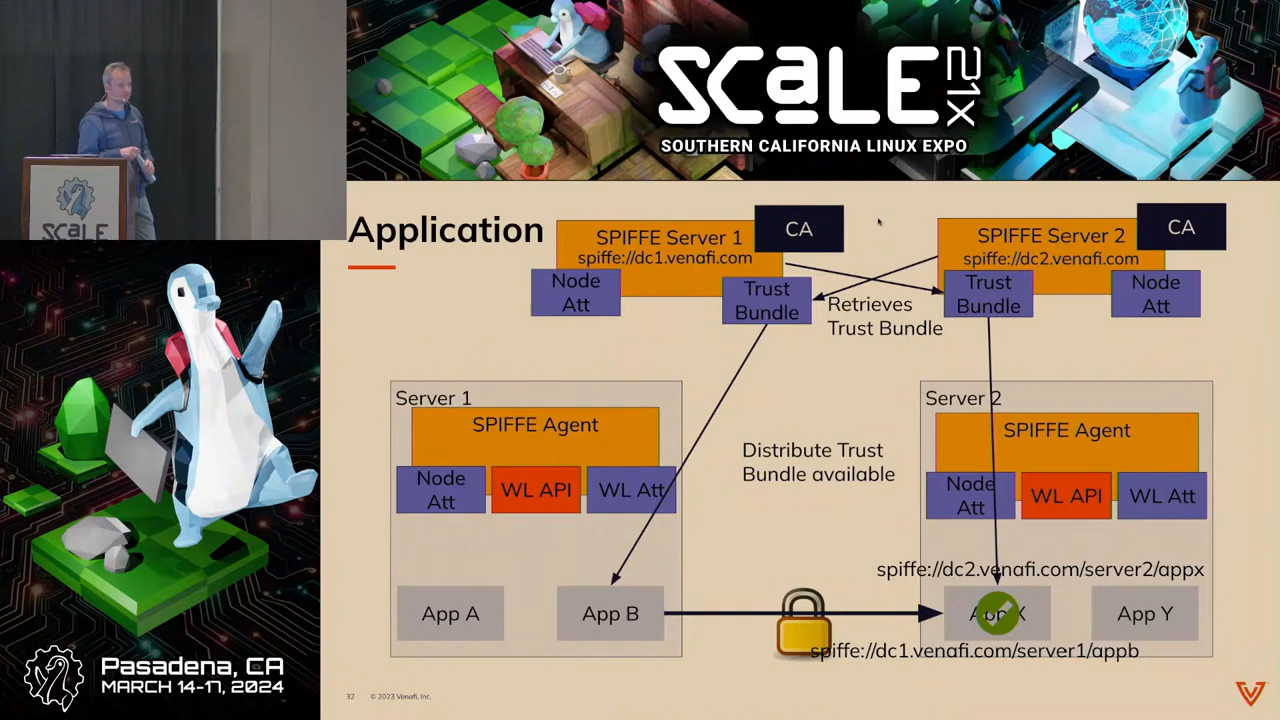 SCALE 21X
SOUTHERN CALIFORNIA LINUX EXPO
SCALE
Application
SPIFFE Server 1
spiffe://dc1.venafi.com
CA
Node
Att
Trust
Bundle
Retrieves
Trust Bundle
SPIFFE Server 2
spiffe://dc2.venafi.com
CA
Trust
Bundle
Node
Att
Server 1
SPIFFE Agent
Node
Att
WL API
WL Att
App A
App B
Distribute Trust
Bundle available
Server 2
SPIFFE Agent
Node
Att
WL API
WL Att
spiffe://dc2.venafi.com/server2/appx
App X
App Y
spiffe://dc1.venafi.com/server1/appb
Pasadena, CA
MARCH 14-17, 2024
32
© 2023 Venafi, Inc.